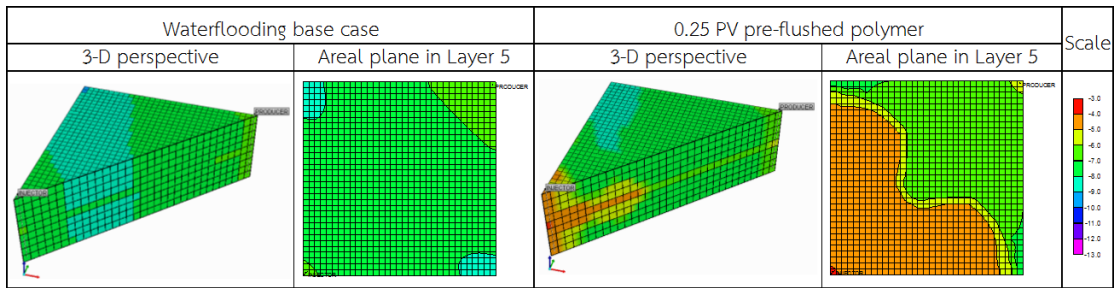 Waterflooding base case
0.25 PV pre-flushed polymer
Scale
3-D perspective
Areal plane in Layer 5
3-D perspective
Areal plane in Layer 5
PRODUCER
INJECTOR
PRODUCER
INJECTOR
PRODUCER
INJECTOR
PRODUCER
INJECTOR
-3.0
-4.0
-5.0
-6.0
-7.0
-8.0
-9.0
-10.0
-11.0
-12.0
-13.0